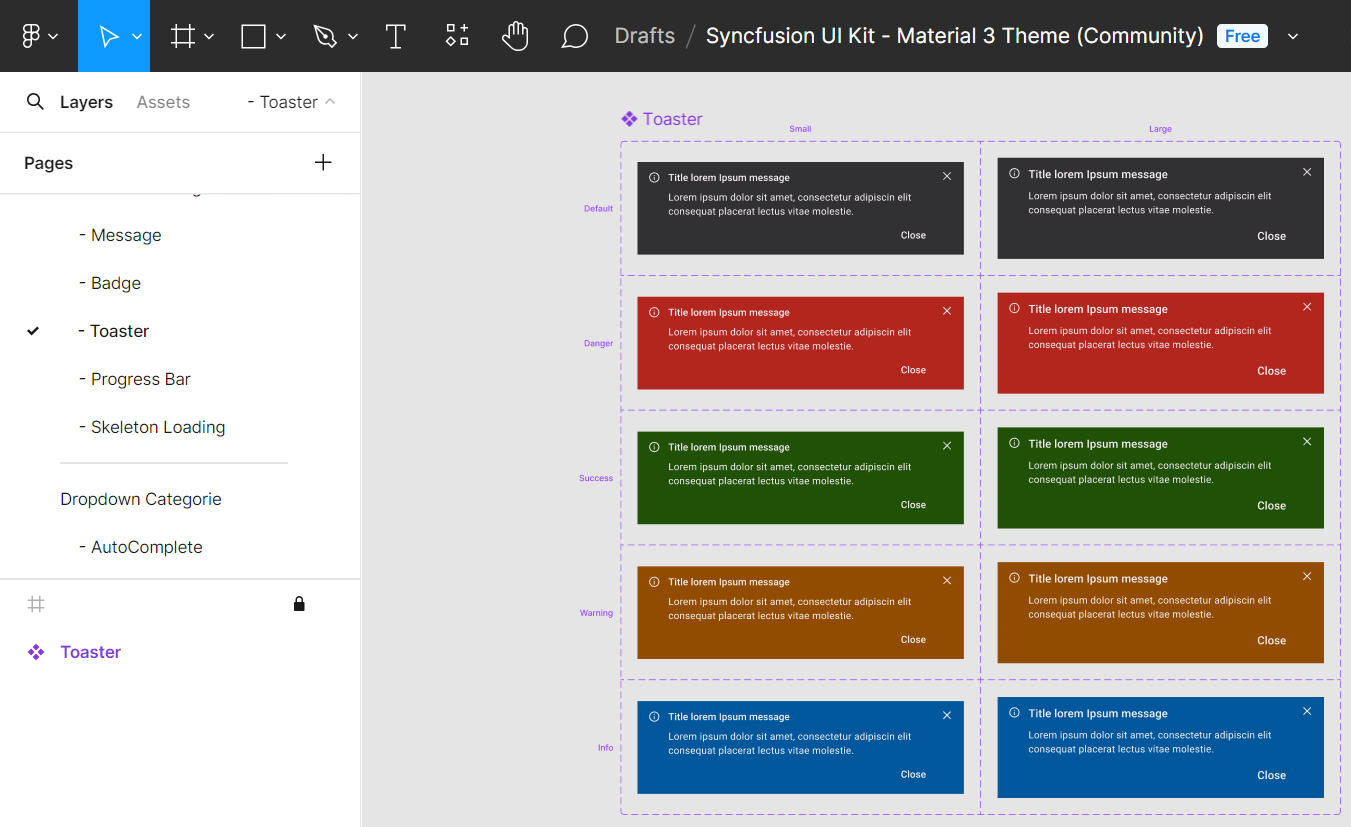 Drafts / Syncfusion UI Kit - Material 3 Theme (Community) Free
Layers Assets - Toaster
Pages
- Message
- Badge
- Toaster
- Progress Bar
- Skeleton Loading
Dropdown Categorie
- AutoComplete
Toaster
Toaster
Small Large
Default
Title lorem Ipsum message
Lorem ipsum dolor sit amet, consectetur adipiscin elit
consequat placerat lectus vitae molestie.
Close
Title lorem Ipsum message
Lorem ipsum dolor sit amet, consectetur adipiscin elit
consequat placerat lectus vitae molestie.
Close
Danger
Title lorem Ipsum message
Lorem ipsum dolor sit amet, consectetur adipiscin elit
consequat placerat lectus vitae molestie.
Close
Title lorem Ipsum message
Lorem ipsum dolor sit amet, consectetur adipiscin elit
consequat placerat lectus vitae molestie.
Close
Success
Title lorem Ipsum message
Lorem ipsum dolor sit amet, consectetur adipiscin elit
consequat placerat lectus vitae molestie.
Close
Title lorem Ipsum message
Lorem ipsum dolor sit amet, consectetur adipiscin elit
consequat placerat lectus vitae molestie.
Close
Warning
Title lorem Ipsum message
Lorem ipsum dolor sit amet, consectetur adipiscin elit
consequat placerat lectus vitae molestie.
Close
Title lorem Ipsum message
Lorem ipsum dolor sit amet, consectetur adipiscin elit
consequat placerat lectus vitae molestie.
Close
Info
Title lorem Ipsum message
Lorem ipsum dolor sit amet, consectetur adipiscin elit
consequat placerat lectus vitae molestie.
Close
Title lorem Ipsum message
Lorem ipsum dolor sit amet, consectetur adipiscin elit
consequat placerat lectus vitae molestie.
Close